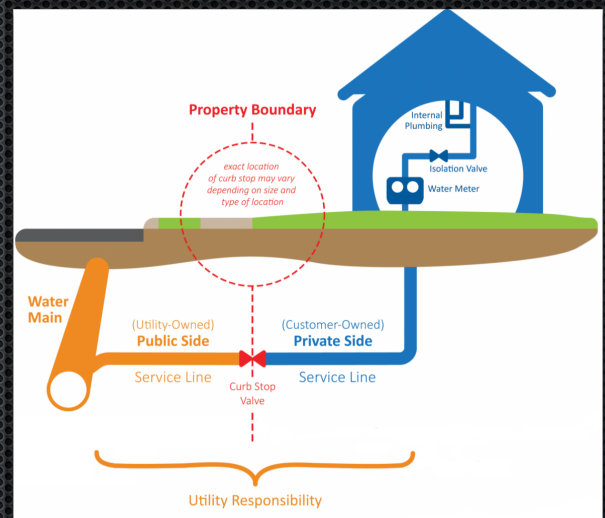 Property Boundary
exact location
of curb stop may vary
depending on size and
type of location
Internal
Plumbing
Isolation Valve
Water Meter
Water
Main
(Utility-Owned)
Public Side
Service Line
(Customer-Owned)
Private Side
Service Line
Curb Stop
Valve
Utility Responsibility